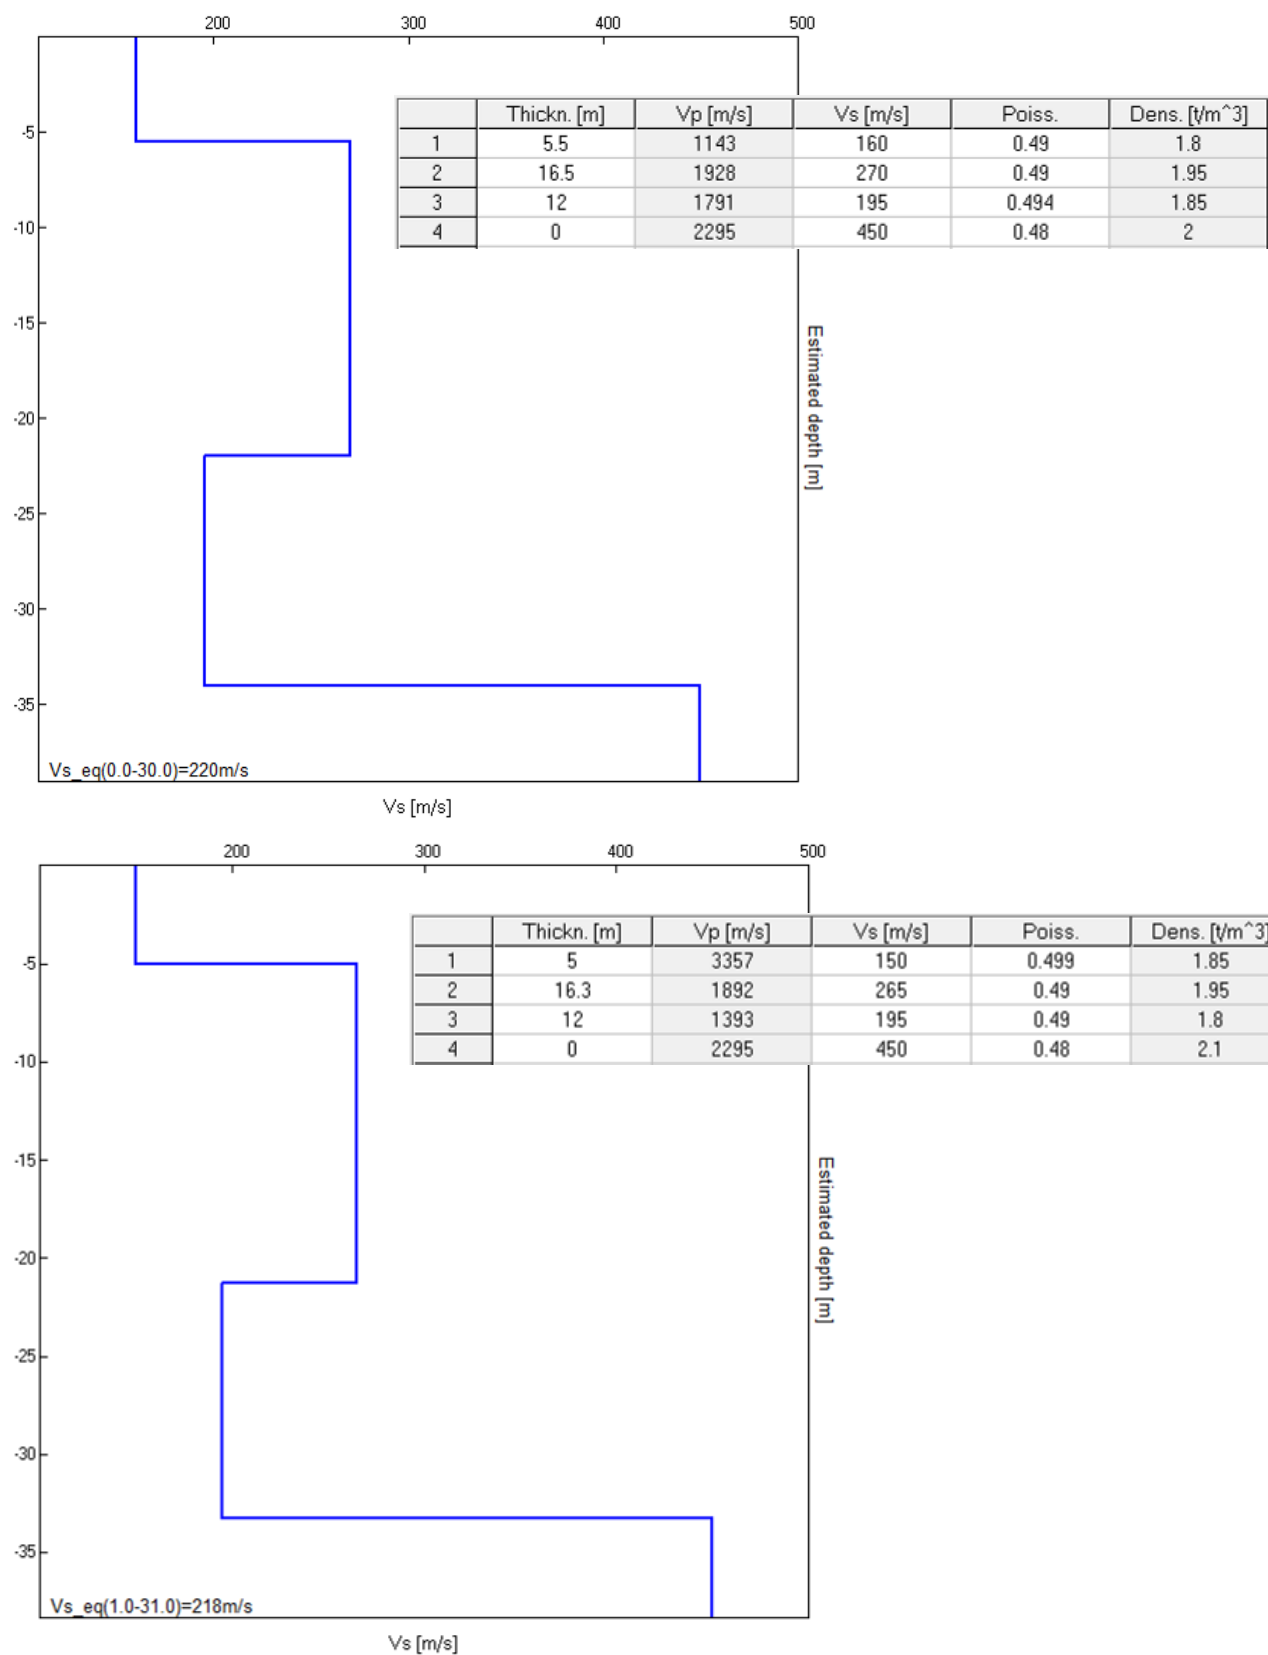 200 300 400 500
Thickn. [m] Vp [m/s] Vs [m/s] Poiss. Dens. [t/m^3]
1 5.5 1143 160 0.49 1.8
2 16.5 1928 270 0.49 1.95
3 12 1791 195 0.494 1.85
4 0 2295 450 0.48 2
-5
-10
-15
-20
-25
-30
-35
Estimated depth [m]
Vs_eq(0.0-30.0)=220m/s
Vs [m/s]
200 300 400 500
Thickn. [m] Vp [m/s] Vs [m/s] Poiss. Dens. [t/m^3]
1 5 3357 150 0.499 1.85
2 16.3 1892 265 0.49 1.95
3 12 1393 195 0.49 1.8
4 0 2295 450 0.48 2.1
-5
-10
-15
-20
-25
-30
-35
Estimated depth [m]
Vs_eq(1.0-31.0)=218m/s
Vs [m/s]